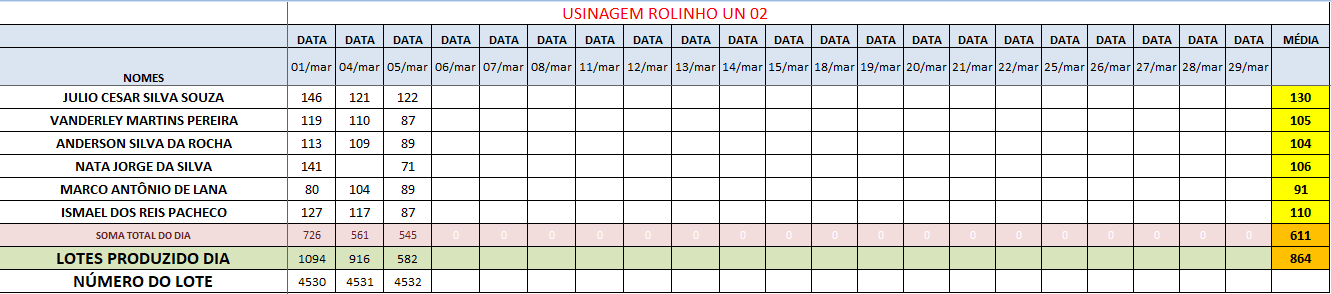 USINAGEM ROLINHO UN 02
DATA DATA DATA DATA DATA DATA DATA DATA DATA DATA DATA DATA DATA DATA DATA DATA DATA DATA DATA DATA DATA MÉDIA
NOMES 01/mar 04/mar 05/mar 06/mar 07/mar 08/mar 11/mar 12/mar 13/mar 14/mar 15/mar 18/mar 19/mar 20/mar 21/mar 22/mar 25/mar 26/mar 27/mar 28/mar 29/mar
JULIO CESAR SILVA SOUZA 146 121 122 130
VANDERLEY MARTINS PEREIRA 119 110 87 105
ANDERSON SILVA DA ROCHA 113 109 89 104
NATA JORGE DA SILVA 141 71 106
MARCO ANTÔNIO DE LANA 80 104 89 91
ISMAEL DOS REIS PACHECO 127 117 87 110
SOMA TOTAL DO DIA 726 561 545 0 0 0 0 0 0 0 0 0 0 0 0 0 0 0 0 0 0 611
LOTES PRODUZIDO DIA 1094 916 582 864
NÚMERO DO LOTE 4530 4531 4532